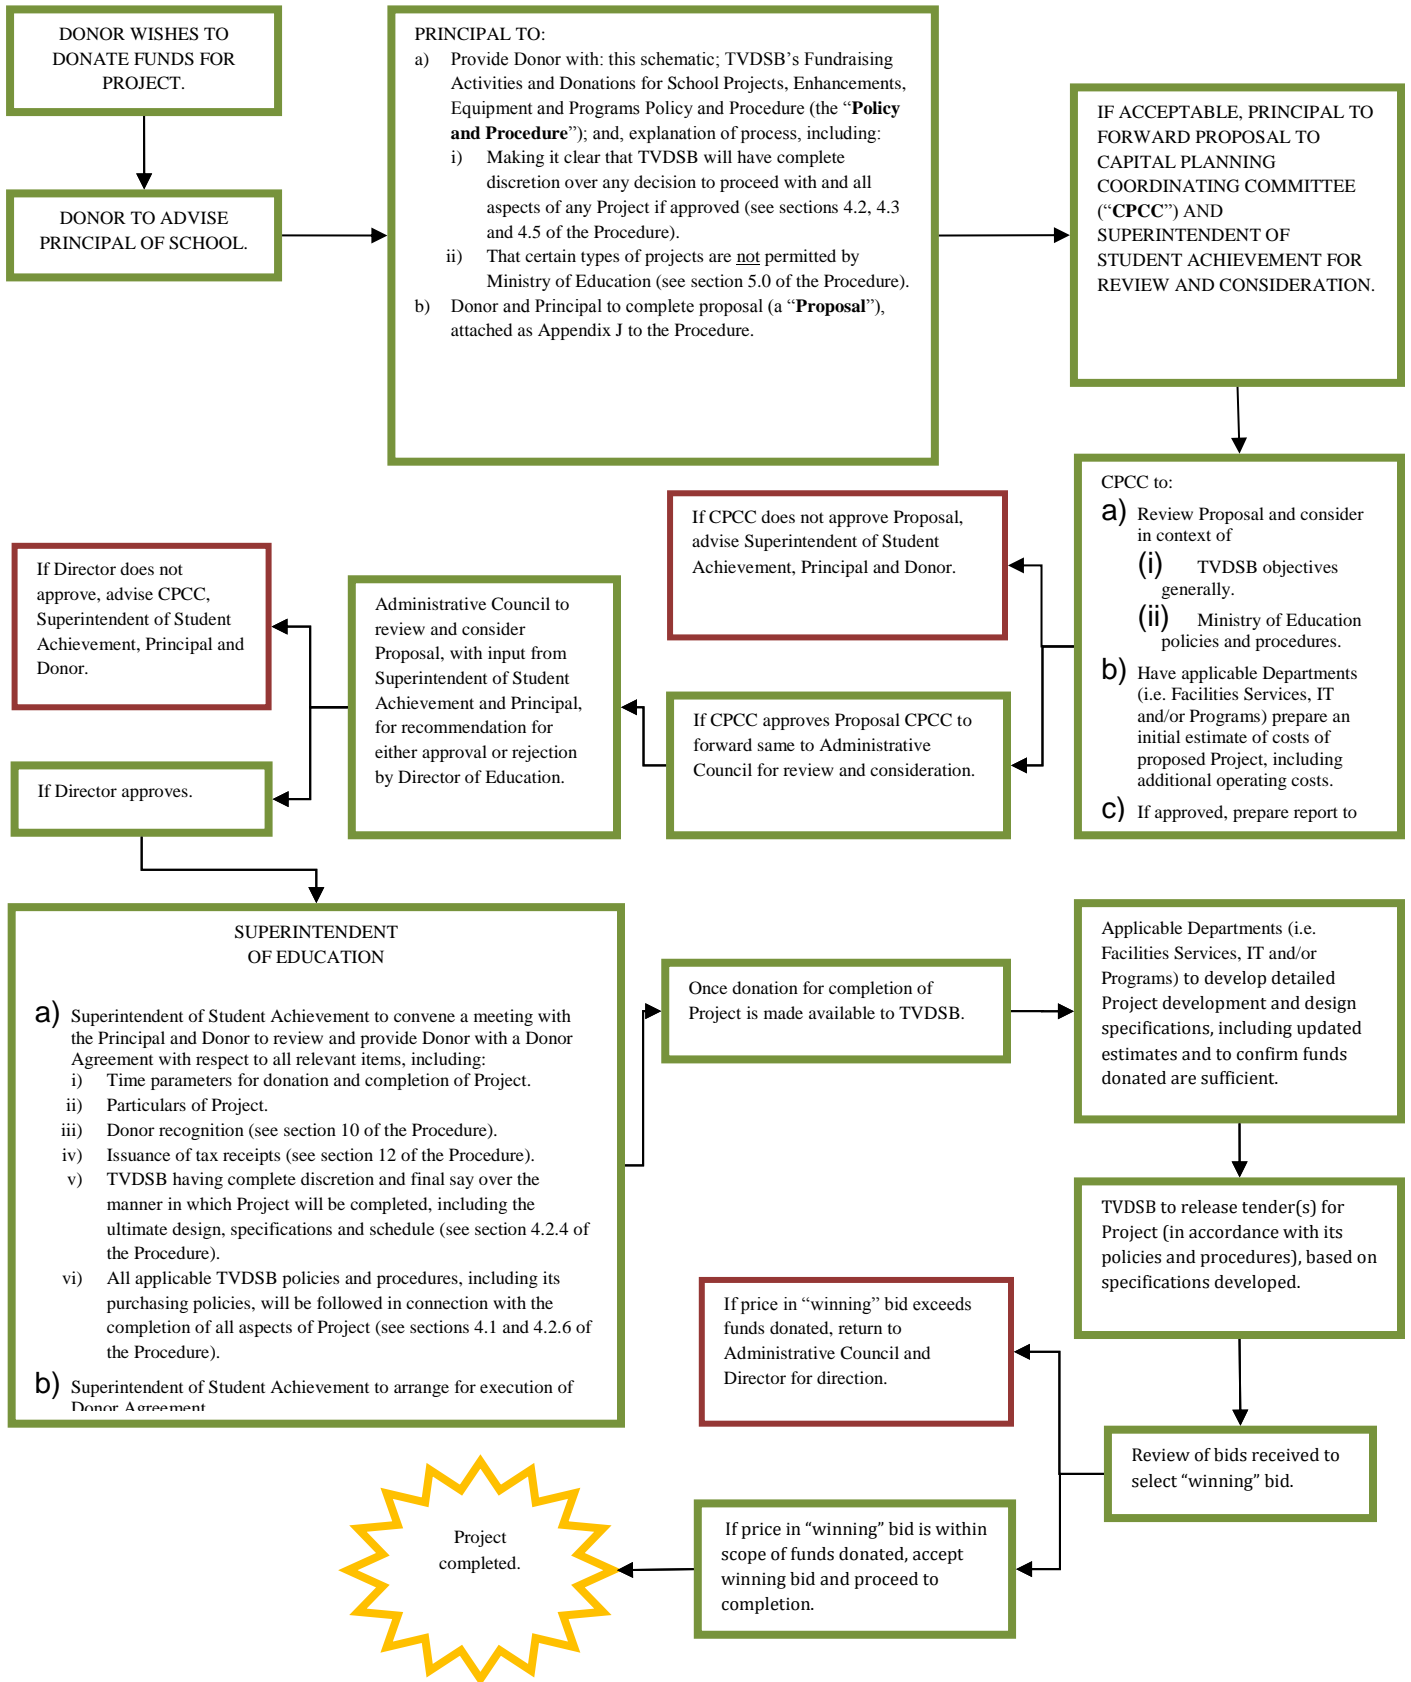 DONOR WISHES TO
DONATE FUNDS FOR
PROJECT.
DONOR TO ADVISE
PRINCIPAL OF SCHOOL.
PRINCIPAL TO:
a) Provide Donor with: this schematic; TVDSB’s Fundraising
Activities and Donations for School Projects, Enhancements,
Equipment and Programs Policy and Procedure (the “Policy
and Procedure”); and, explanation of process, including:
i) Making it clear that TVDSB will have complete
discretion over any decision to proceed with and all
aspects of any Project if approved (see sections 4.2, 4.3
and 4.5 of the Procedure).
ii) That certain types of projects are not permitted by
Ministry of Education (see section 5.0 of the Procedure).
b) Donor and Principal to complete proposal (a “Proposal”),
attached as Appendix J to the Procedure.
IF ACCEPTABLE, PRINCIPAL TO
FORWARD PROPOSAL TO
CAPITAL PLANNING
COORDINATING COMMITTEE
(“CPCC”) AND
SUPERINTENDENT OF
STUDENT ACHIEVEMENT FOR
REVIEW AND CONSIDERATION.
CPCC to:
a) Review Proposal and consider
in context of
(i) TVDSB objectives
generally.
(ii) Ministry of Education
policies and procedures.
b) Have applicable Departments
(i.e. Facilities Services, IT
and/or Programs) prepare an
initial estimate of costs of
proposed Project, including
additional operating costs.
c) If approved, prepare report to
If CPCC does not approve Proposal,
advise Superintendent of Student
Achievement, Principal and Donor.
If CPCC approves Proposal CPCC to
forward same to Administrative
Council for review and consideration.
Administrative Council to
review and consider
Proposal, with input from
Superintendent of Student
Achievement and Principal,
for recommendation for
either approval or rejection
by Director of Education.
If Director does not
approve, advise CPCC,
Superintendent of Student
Achievement, Principal and
Donor.
If Director approves.
SUPERINTENDENT
OF EDUCATION
a) Superintendent of Student Achievement to convene a meeting with
the Principal and Donor to review and provide Donor with a Donor
Agreement with respect to all relevant items, including:
i) Time parameters for donation and completion of Project.
ii) Particulars of Project.
iii) Donor recognition (see section 10 of the Procedure).
iv) Issuance of tax receipts (see section 12 of the Procedure).
v) TVDSB having complete discretion and final say over the
manner in which Project will be completed, including the
ultimate design, specifications and schedule (see section 4.2.4 of
the Procedure).
vi) All applicable TVDSB policies and procedures, including its
purchasing policies, will be followed in connection with the
completion of all aspects of Project (see sections 4.1 and 4.2.6 of
the Procedure).
b) Superintendent of Student Achievement to arrange for execution of
Donor Agreement
Once donation for completion of
Project is made available to TVDSB.
Applicable Departments (i.e.
Facilities Services, IT and/or
Programs) to develop detailed
Project development and design
specifications, including updated
estimates and to confirm funds
donated are sufficient.
TVDSB to release tender(s) for
Project (in accordance with its
policies and procedures), based on
specifications developed.
Review of bids received to
select “winning” bid.
If price in “winning” bid exceeds
funds donated, return to
Administrative Council and
Director for direction.
If price in “winning” bid is within
scope of funds donated, accept
winning bid and proceed to
completion.
Project
completed.